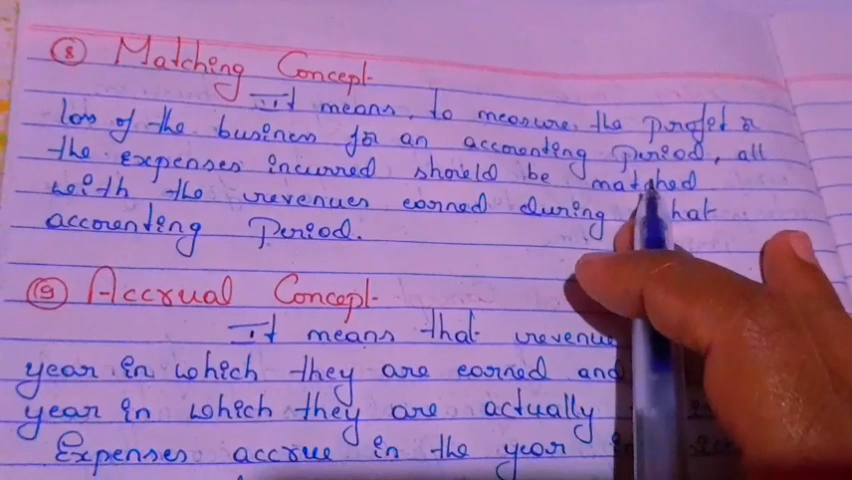 ⑧ Matching Concept-
It means, to measure, the profit or
loss of the business for an accounting period, all
the expenses incurred should be matched
with the revenues earned during that
accounting Period.
⑨ Accrual Concept-
It means that revenue
year in which they are earned and
year in which they are actually
Expenses accrue in the year